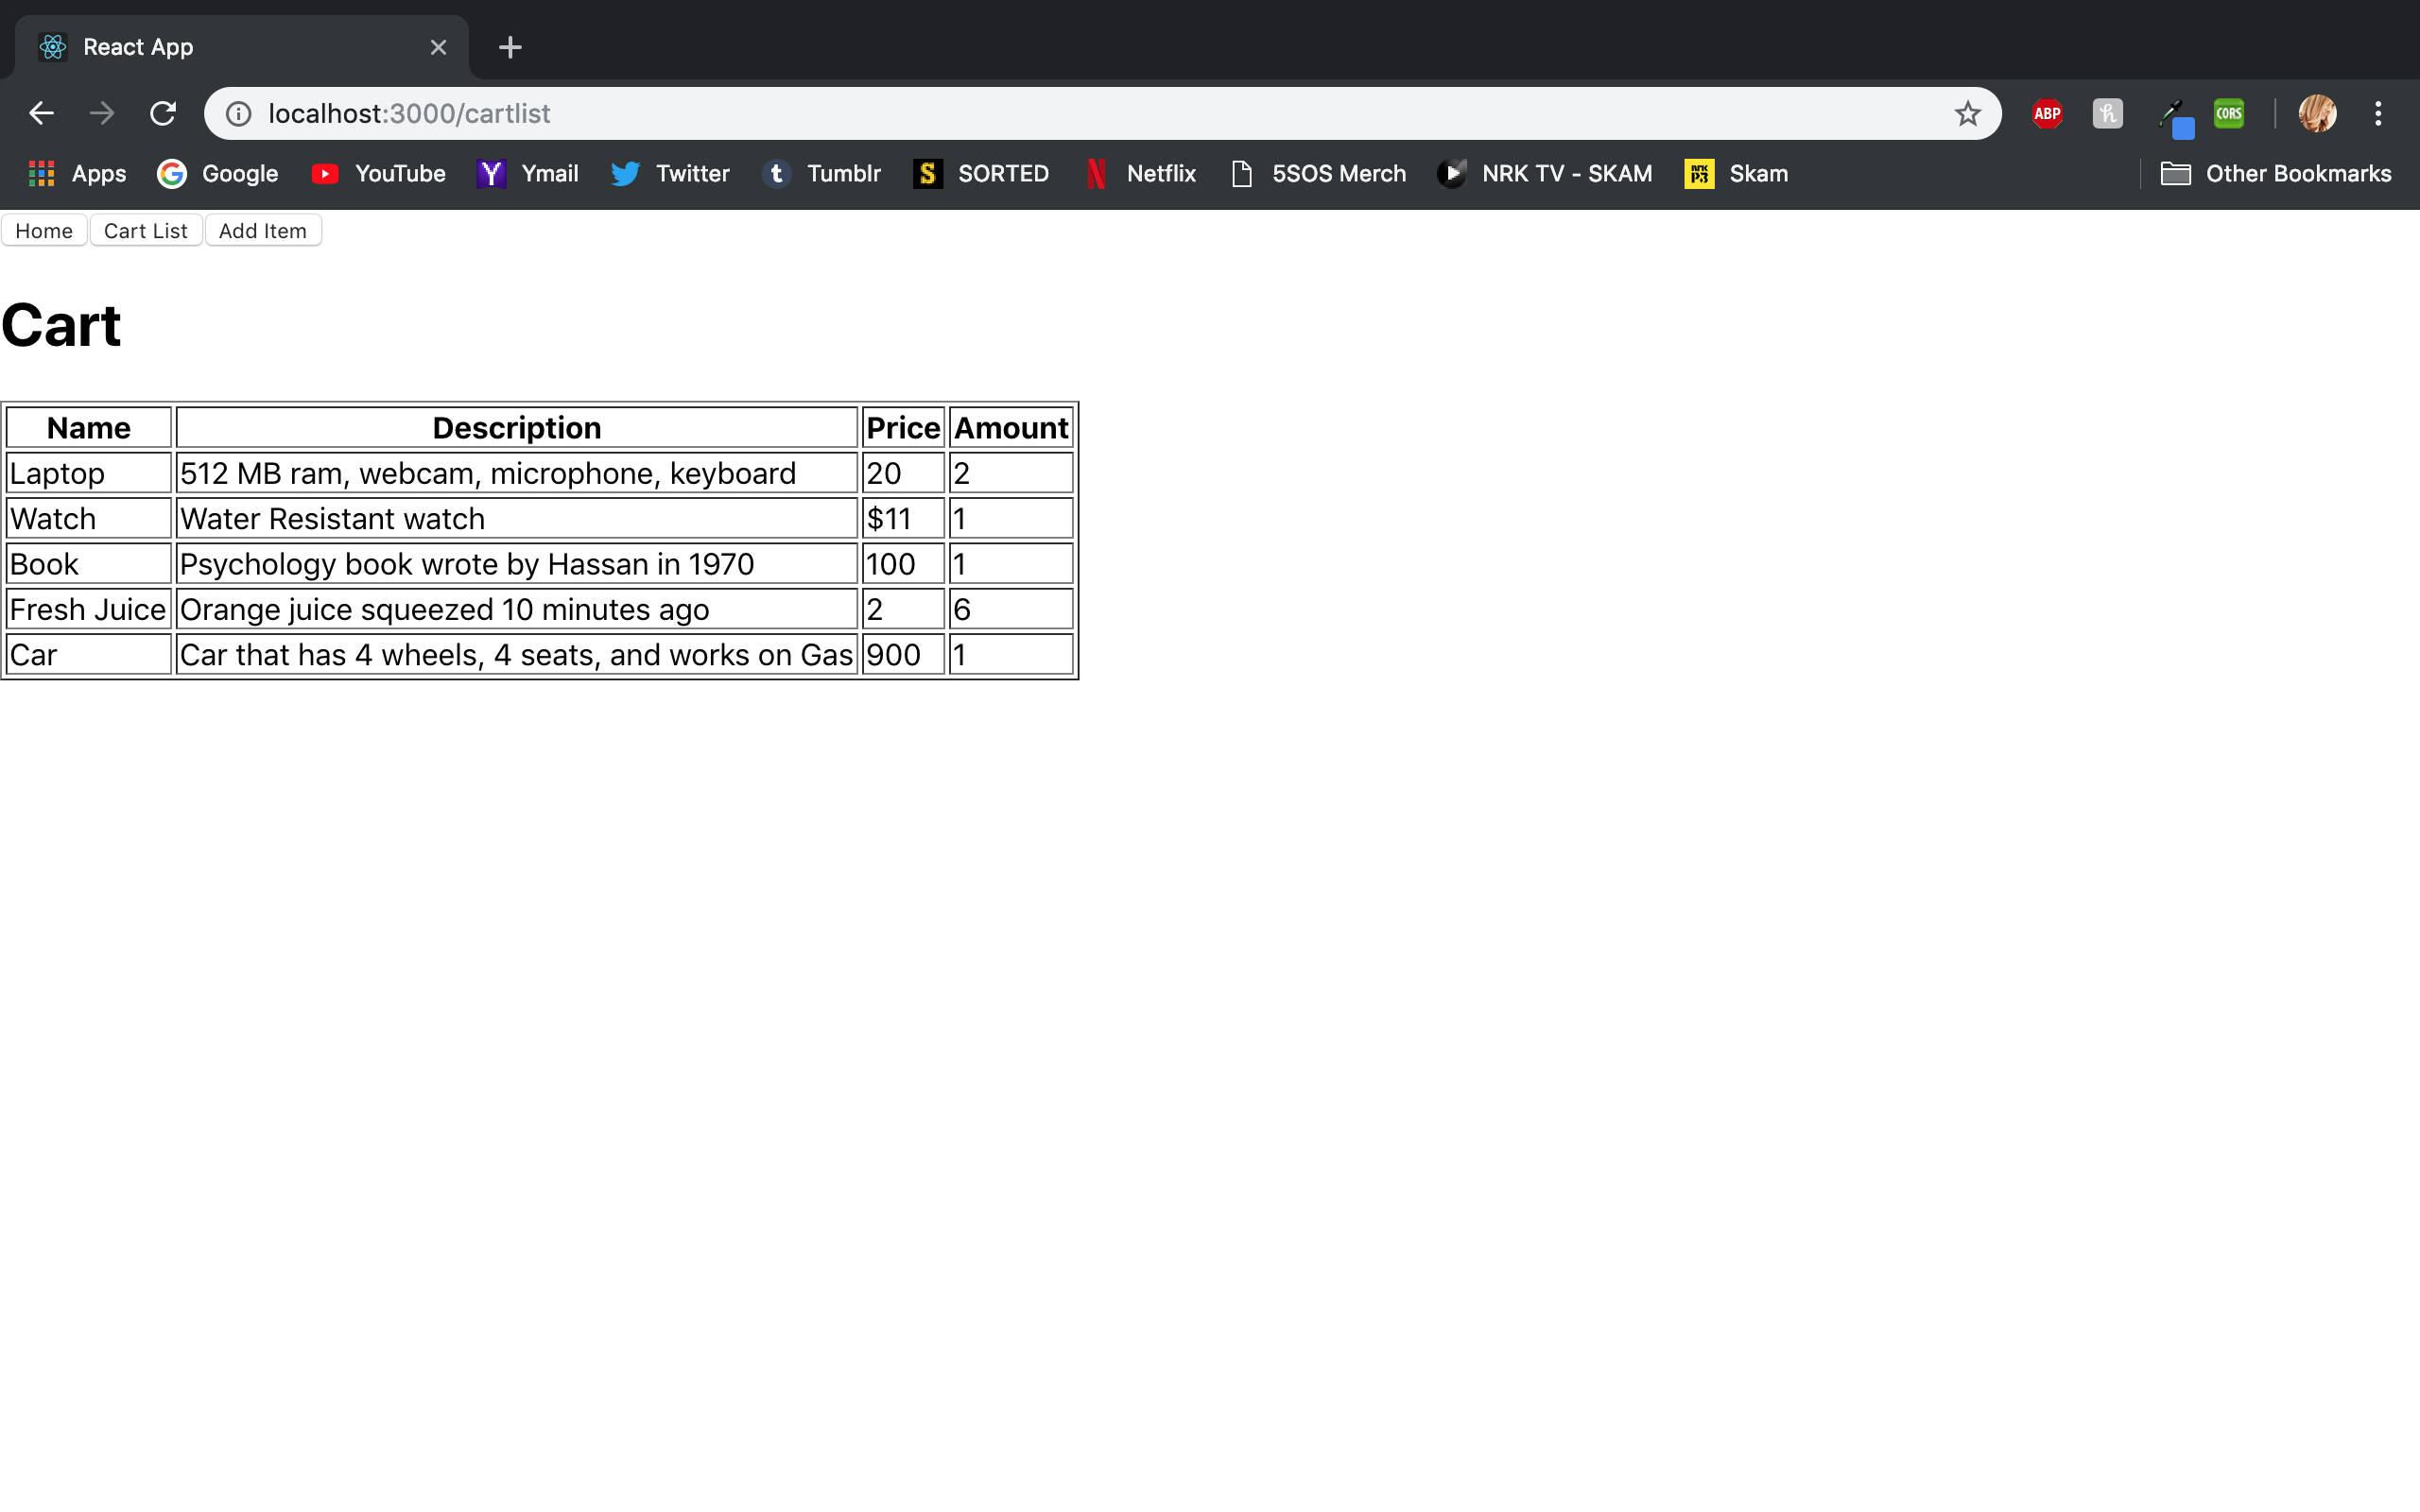 React App
localhost:3000/cartlist
ABP h CORS
Apps Google YouTube Y Ymail Twitter t Tumblr S SORTED N Netflix 5SOS Merch NRK TV - SKAM NRK P3 Skam Other Bookmarks
Home Cart List Add Item
Cart
Name Description Price Amount
Laptop 512 MB ram, webcam, microphone, keyboard 20 2
Watch Water Resistant watch $11 1
Book Psychology book wrote by Hassan in 1970 100 1
Fresh Juice Orange juice squeezed 10 minutes ago 2 6
Car Car that has 4 wheels, 4 seats, and works on Gas 900 1